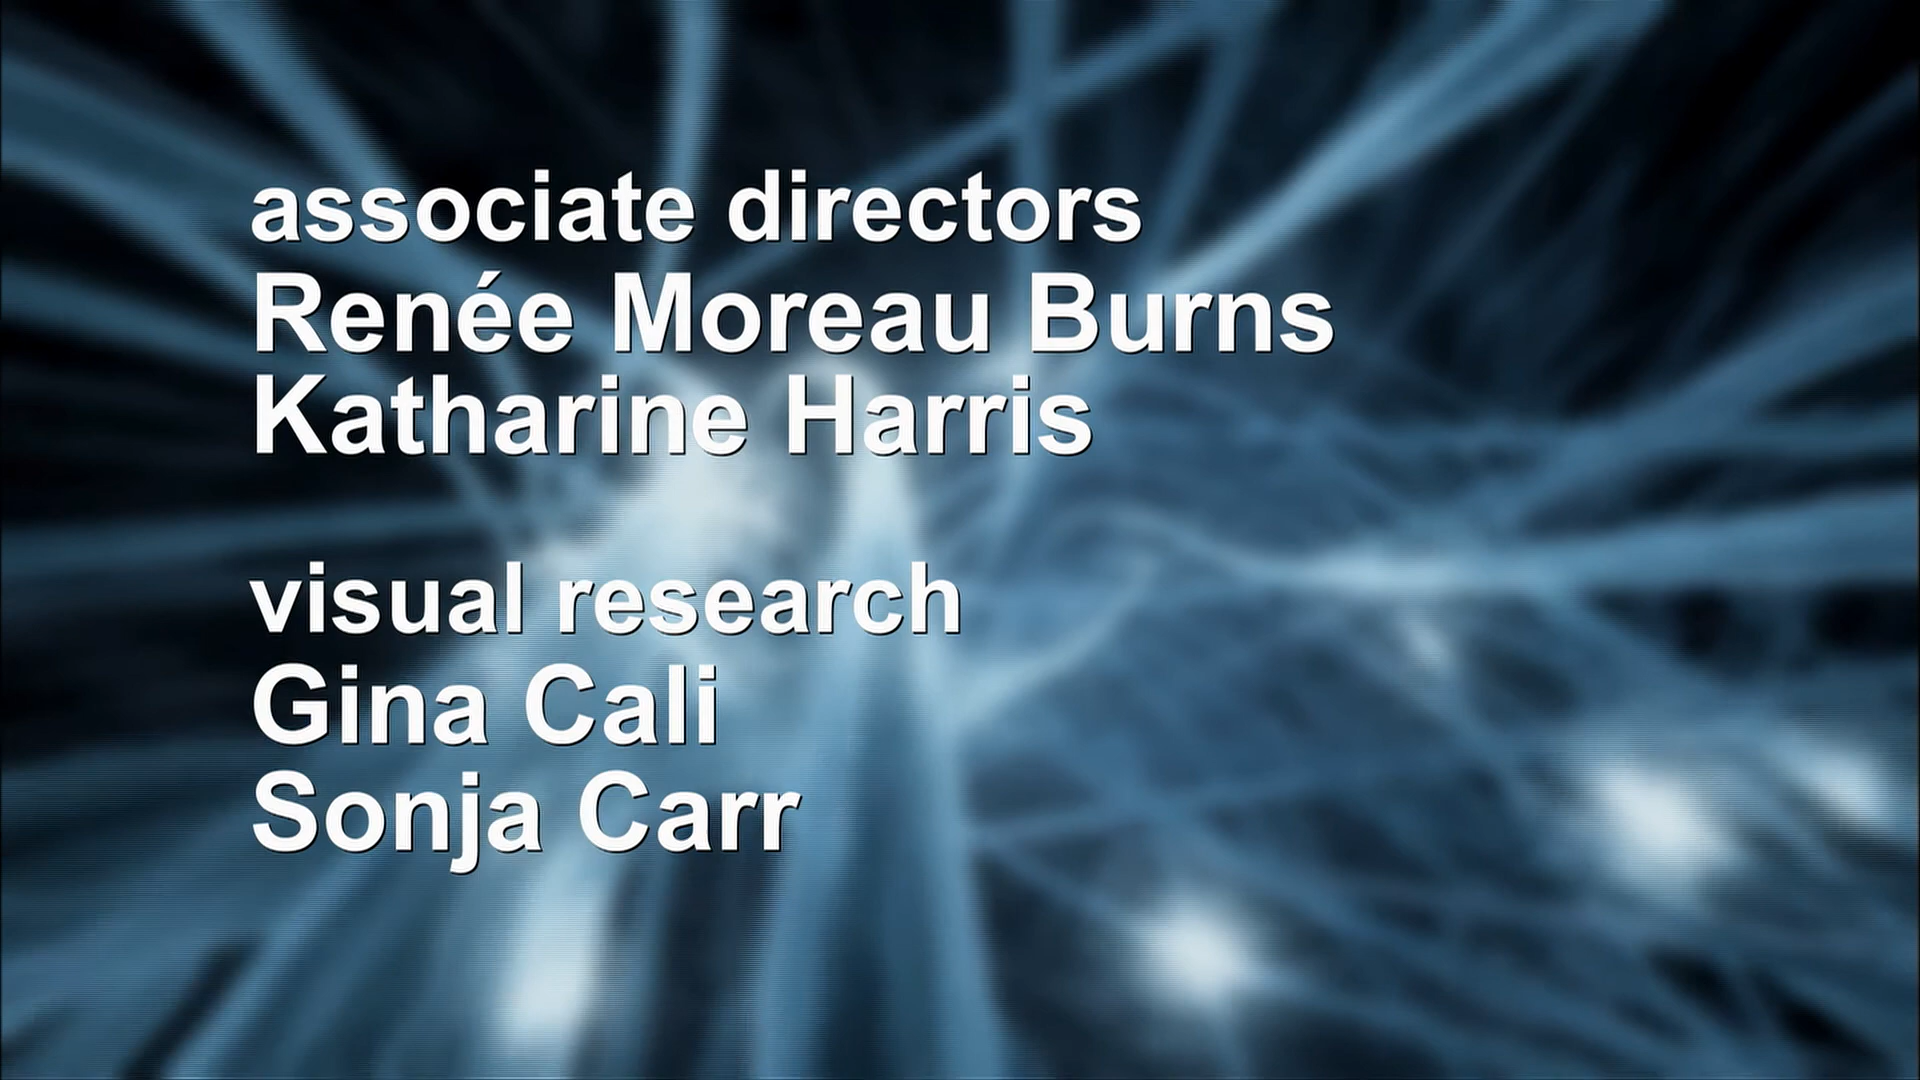 associate directors
Renée Moreau Burns
Katharine Harris
visual research
Gina Cali
Sonja Carr